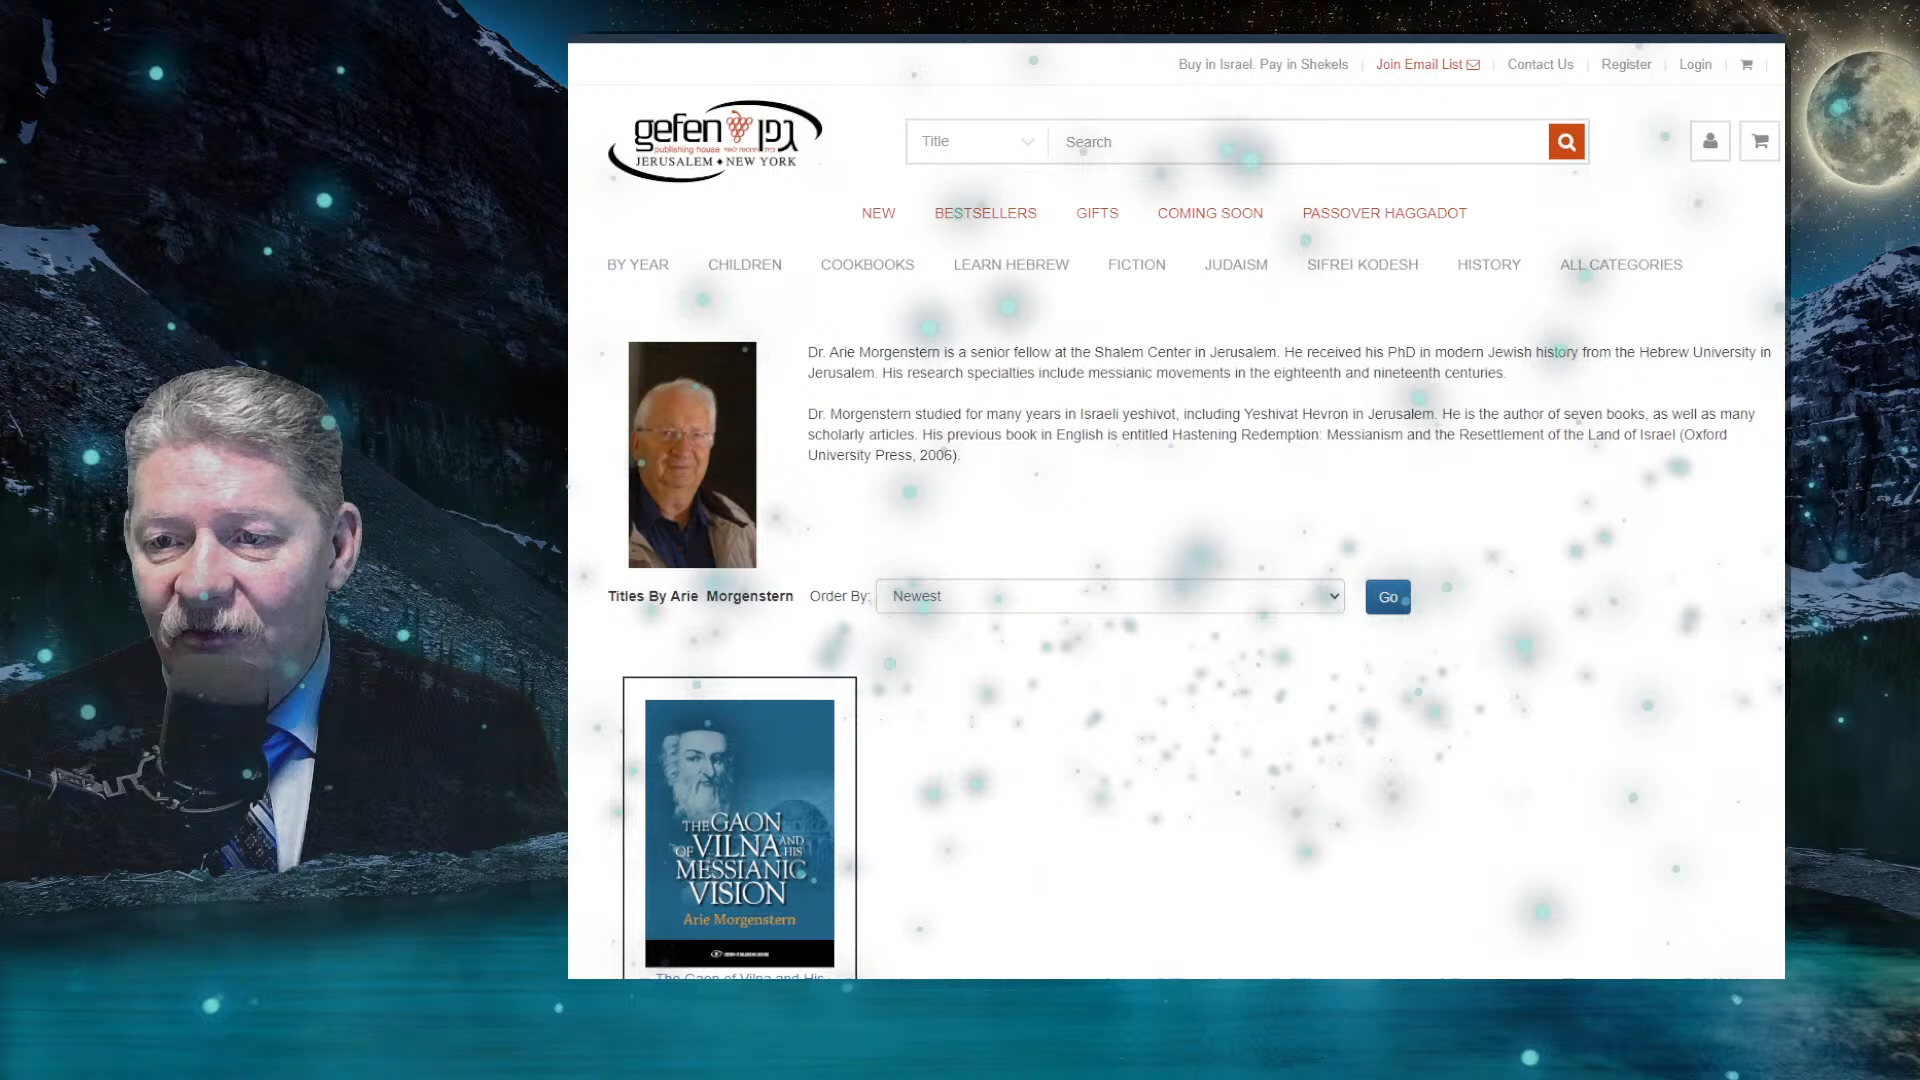 Buy in Israel. Pay in Shekels
Join Email List
Contact Us
Register
Login
gefen גפן
publishing house
JERUSALEM ♦ NEW YORK
Title
Search
NEW
BESTSELLERS
GIFTS
COMING SOON
PASSOVER HAGGADOT
BY YEAR
CHILDREN
COOKBOOKS
LEARN HEBREW
FICTION
JUDAISM
SIFREI KODESH
HISTORY
ALL CATEGORIES
Dr. Arie Morgenstern is a senior fellow at the Shalem Center in Jerusalem. He received his PhD in modern Jewish history from the Hebrew University in
Jerusalem. His research specialties include messianic movements in the eighteenth and nineteenth centuries.
Dr. Morgenstern studied for many years in Israeli yeshivot, including Yeshivat Hevron in Jerusalem. He is the author of seven books, as well as many
scholarly articles. His previous book in English is entitled Hastening Redemption: Messianism and the Resettlement of the Land of Israel (Oxford
University Press, 2006).
Titles By Arie Morgenstern
Order By:
Newest
Go
THE GAON
OF VILNA AND HIS
MESSIANIC
VISION
Arie Morgenstern
The Gaon of Vilna and His